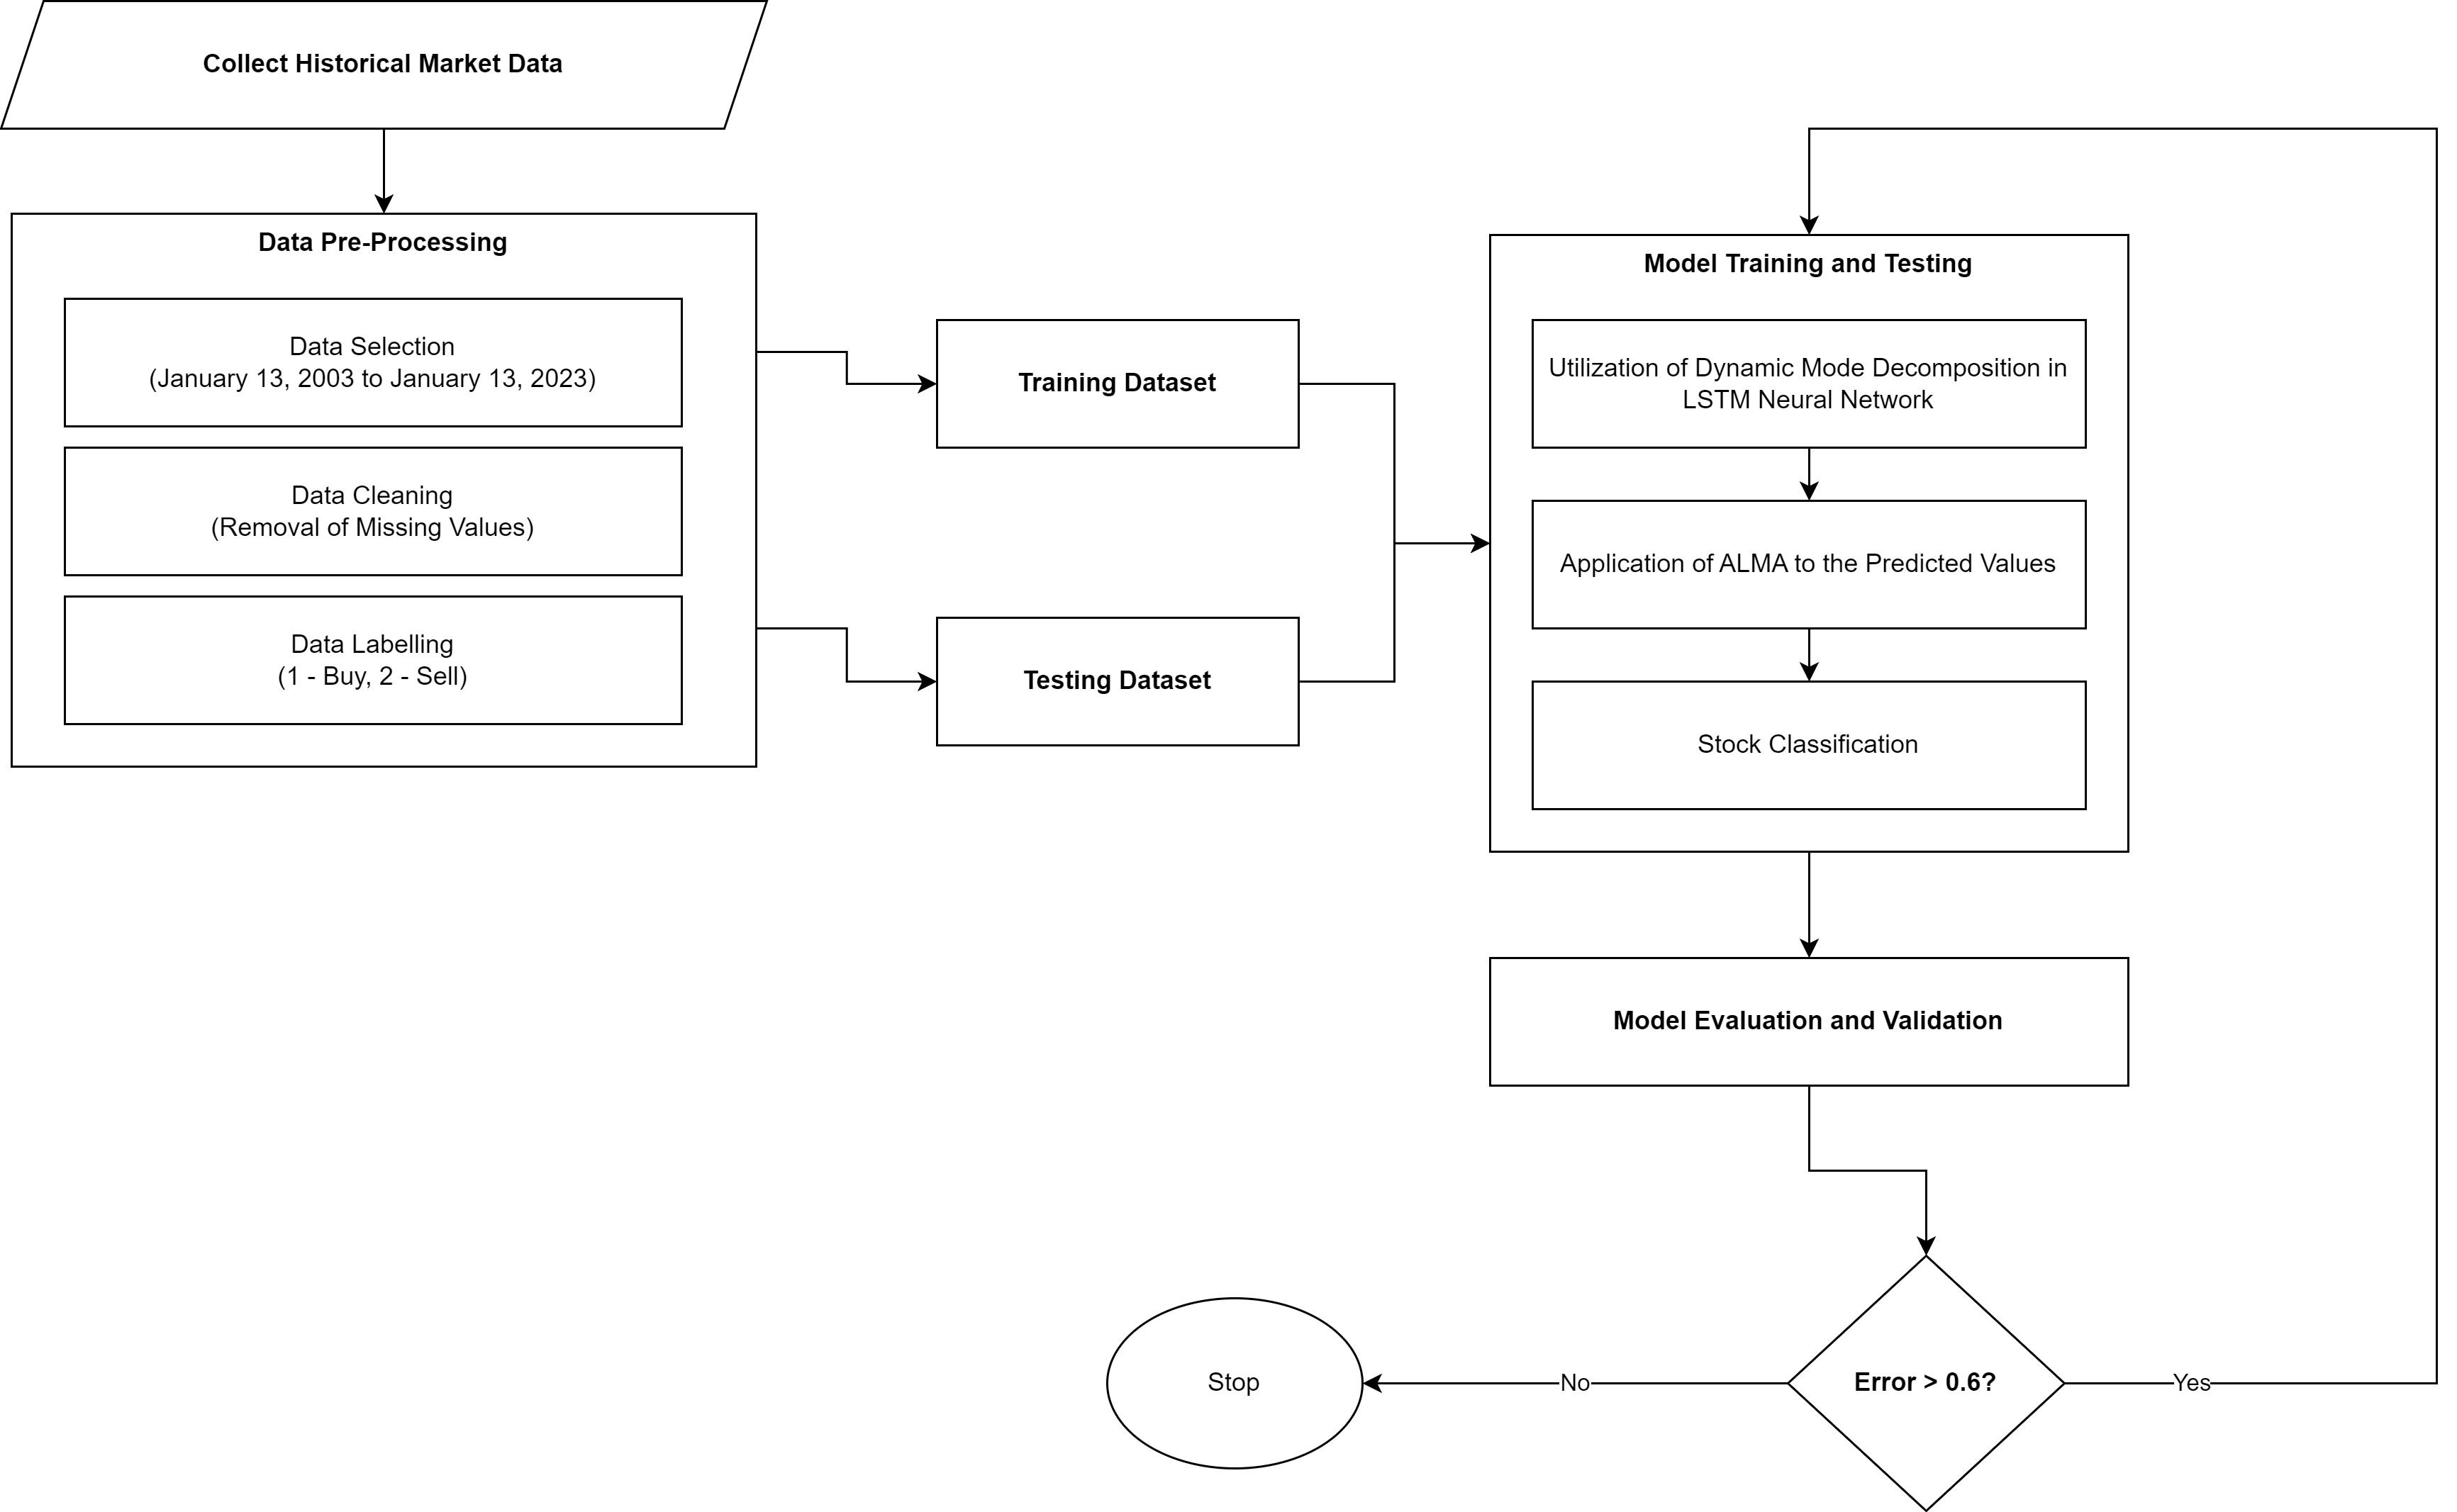 Collect Historical Market Data
Data Pre-Processing
Data Selection
(January 13, 2003 to January 13, 2023)
Data Cleaning
(Removal of Missing Values)
Data Labelling
(1 - Buy, 2 - Sell)
Training Dataset
Testing Dataset
Model Training and Testing
Utilization of Dynamic Mode Decomposition in
LSTM Neural Network
Application of ALMA to the Predicted Values
Stock Classification
Model Evaluation and Validation
Error > 0.6?
Yes
No
Stop